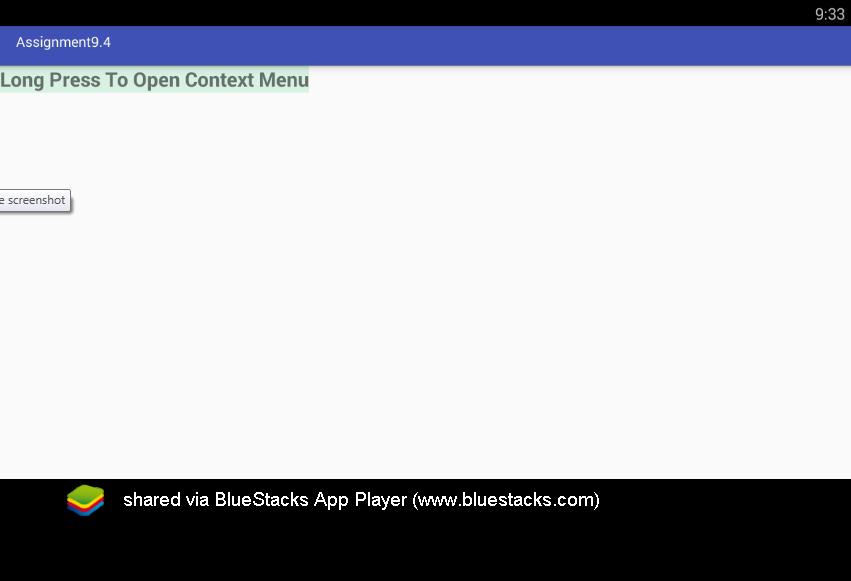 9:33
Assignment9.4
Long Press To Open Context Menu
e screenshot
shared via BlueStacks App Player (www.bluestacks.com)